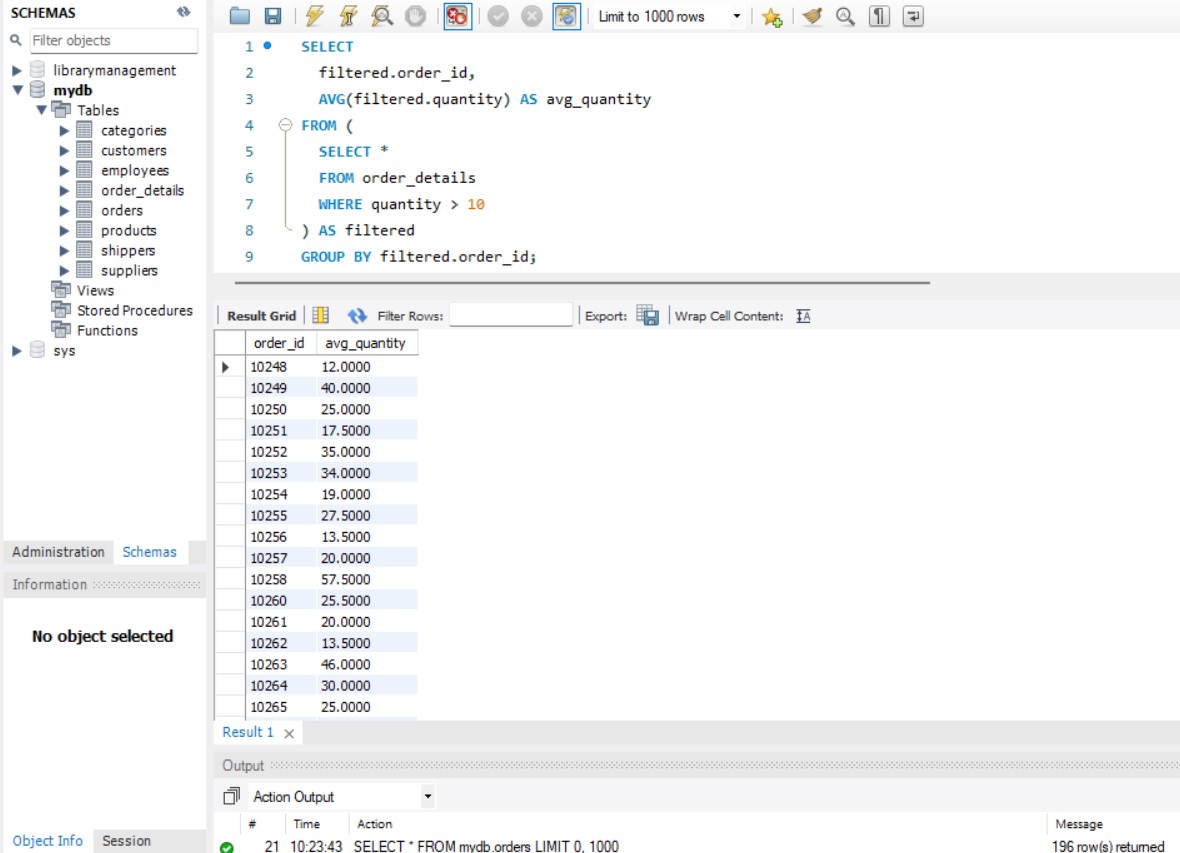 SCHEMAS
Filter objects
librarymanagement
mydb
Tables
categories
customers
employees
order_details
orders
products
shippers
suppliers
Views
Stored Procedures
Functions
sys
Administration Schemas
Information
No object selected
Object Info Session
Limit to 1000 rows
1 SELECT
2 filtered.order_id,
3 AVG(filtered.quantity) AS avg_quantity
4 FROM (
5 SELECT *
6 FROM order_details
7 WHERE quantity > 10
8 ) AS filtered
9 GROUP BY filtered.order_id;
Result Grid Filter Rows: Export: Wrap Cell Content: IA
order_id avg_quantity
10248 12.0000
10249 40.0000
10250 25.0000
10251 17.5000
10252 35.0000
10253 34.0000
10254 19.0000
10255 27.5000
10256 13.5000
10257 20.0000
10258 57.5000
10260 25.5000
10261 20.0000
10262 13.5000
10263 46.0000
10264 30.0000
10265 25.0000
Result 1
Output
Action Output
# Time Action Message
21 10:23:43 SELECT * FROM mydb.orders LIMIT 0, 1000 196 row(s) returned